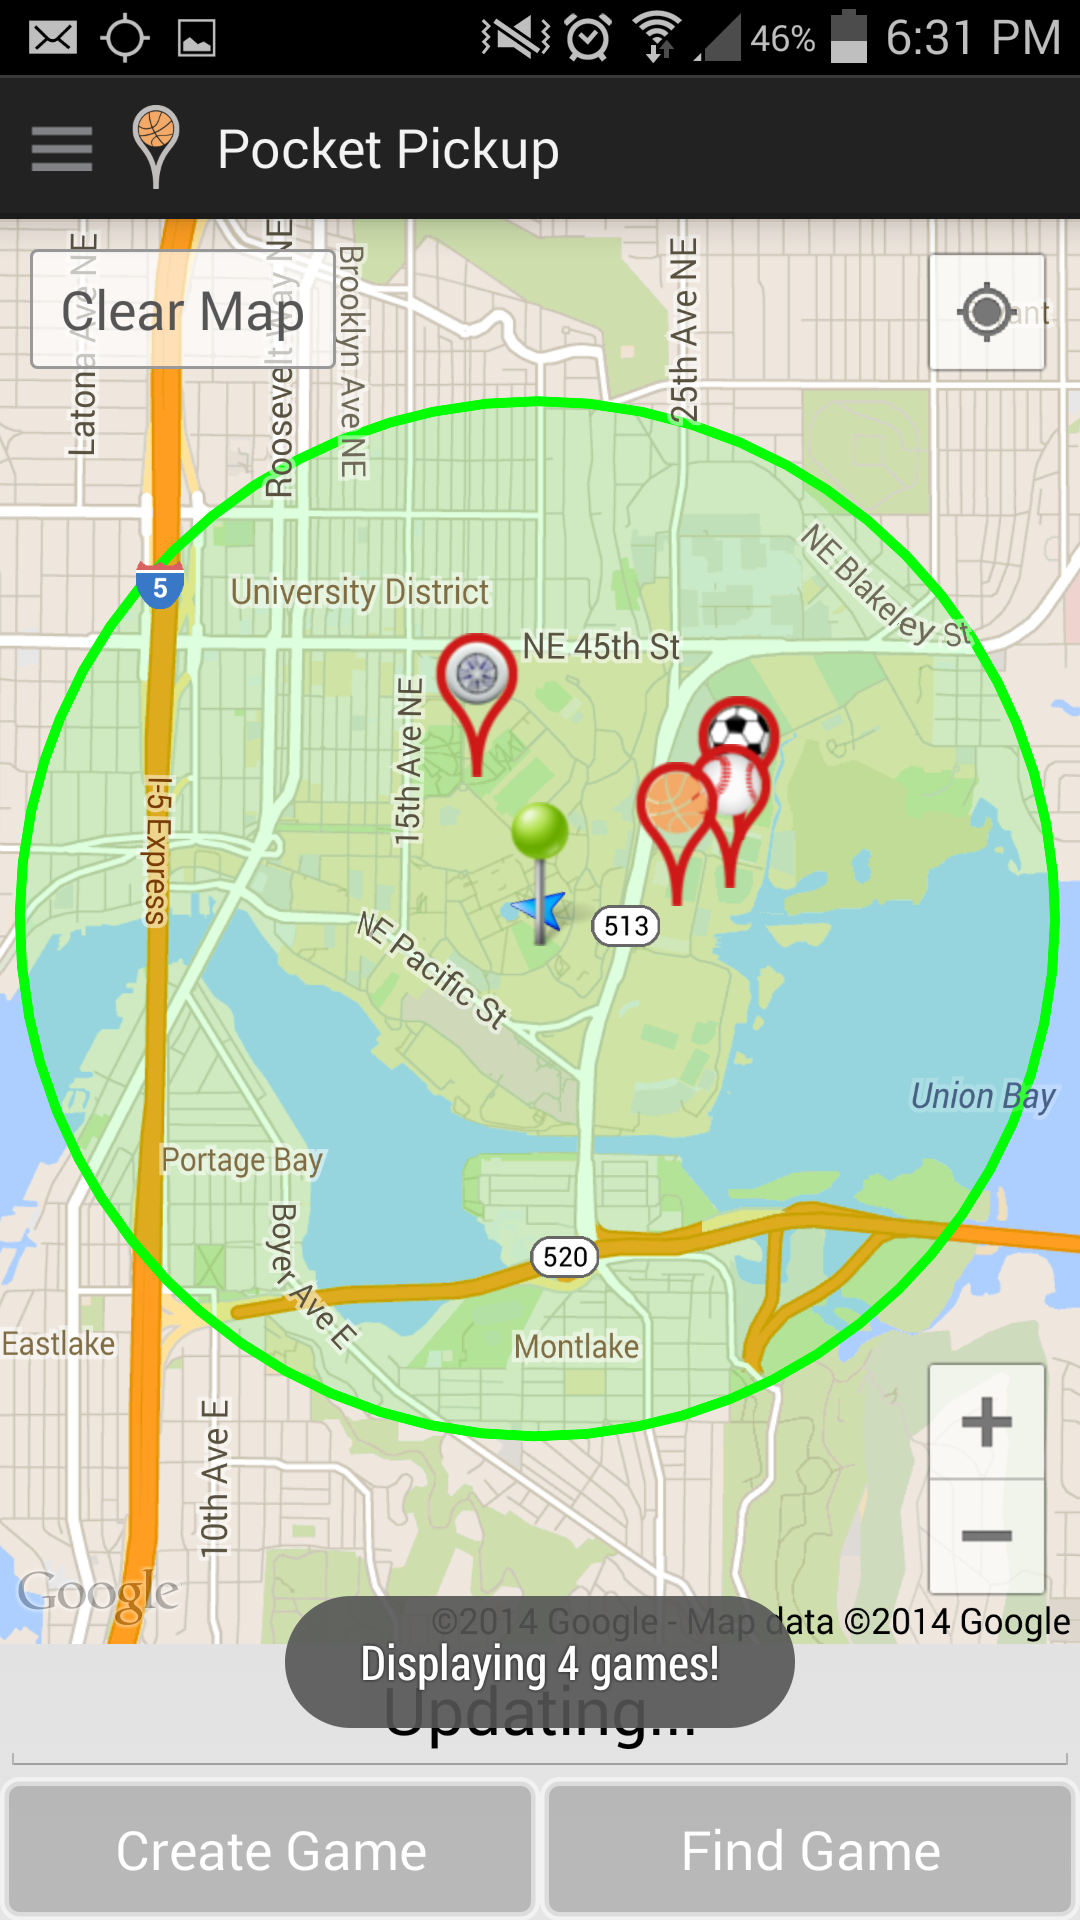 46% 6:31 PM
Pocket Pickup
Clear Map
Latona Ave NE
Roosevelt Way NE
Brooklyn Ave NE
25th Ave NE
NE Blakeley St
5
University District
NE 45th St
15th Ave NE
I-5 Express
513
NE Pacific St
Union Bay
Portage Bay
Boyer Ave E
520
Eastlake
Montlake
10th Ave E
Google
©2014 Google - Map data ©2014 Google
Displaying 4 games!
Updating...
Create Game
Find Game